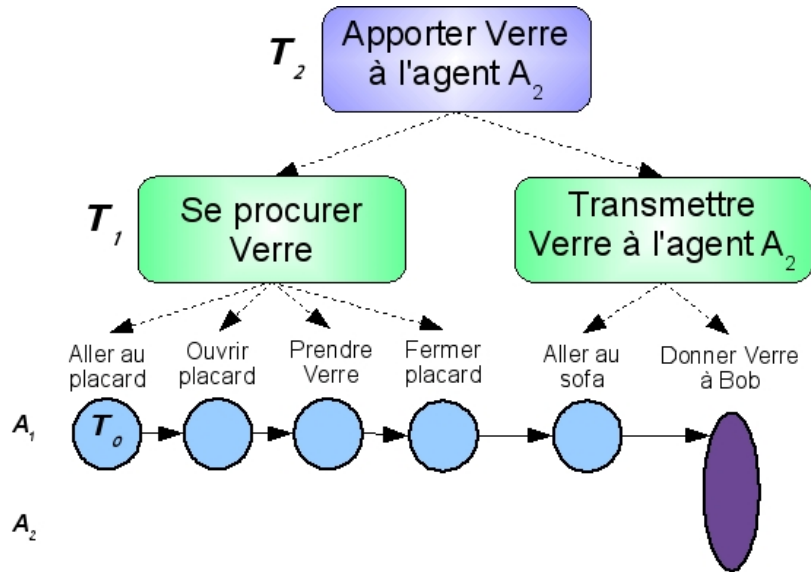 T₂
Apporter Verre
à l'agent A₂
T₁
Se procurer
Verre
Transmettre
Verre à l'agent A₂
Aller au
placard
Ouvrir
placard
Prendre
Verre
Fermer
placard
Aller au
sofa
Donner Verre
à Bob
A₁
T₀
A₂